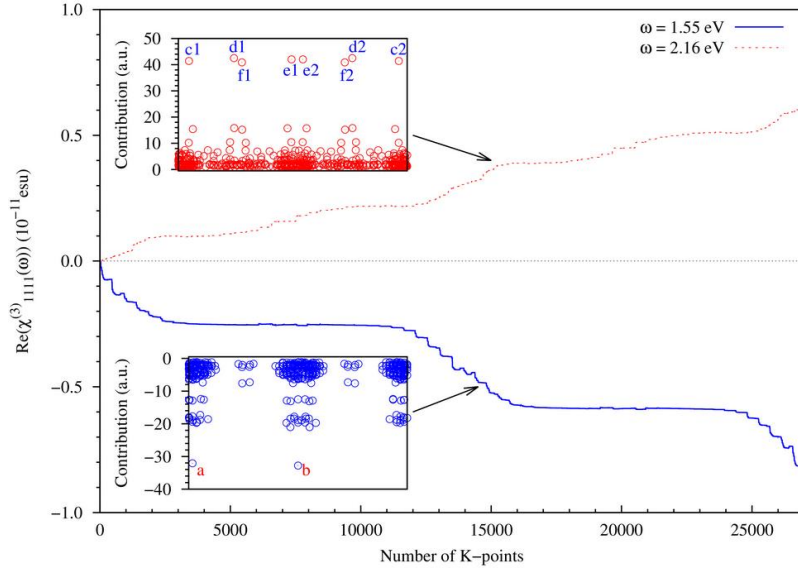 1.0
0.5
0.0
−0.5
−1.0
Re(χ(3)1111(ω)) (10−11esu)
0
5000
10000
15000
20000
25000
Number of K−points
ω = 1.55 eV
ω = 2.16 eV
50
40
30
20
10
0
Contribution (a.u.)
c1
d1
f1
e1
e2
d2
f2
c2
0
−10
−20
−30
−40
Contribution (a.u.)
a
b